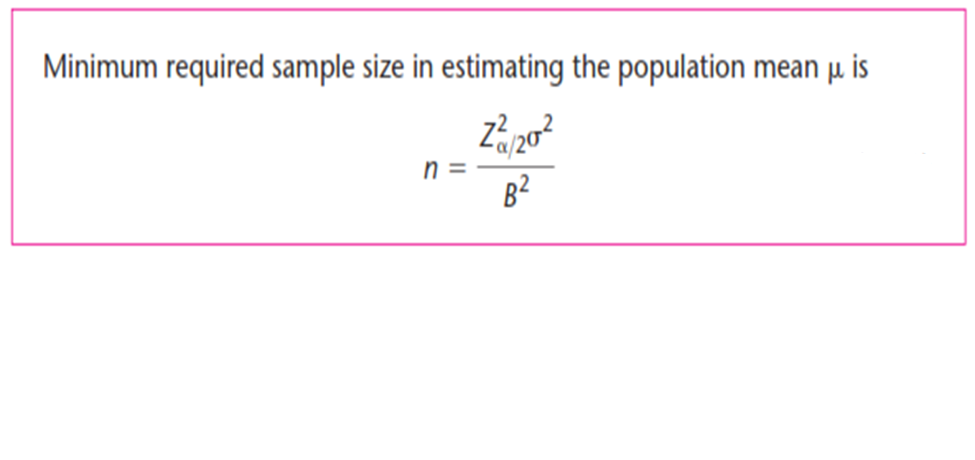 Minimum required sample size in estimating the population mean μ is
n = Z²α/2σ² / B²